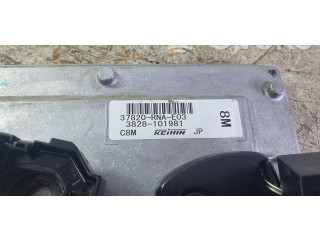 37820-RNA-E03
3828-101981
C8M KEIHIN JP
8M